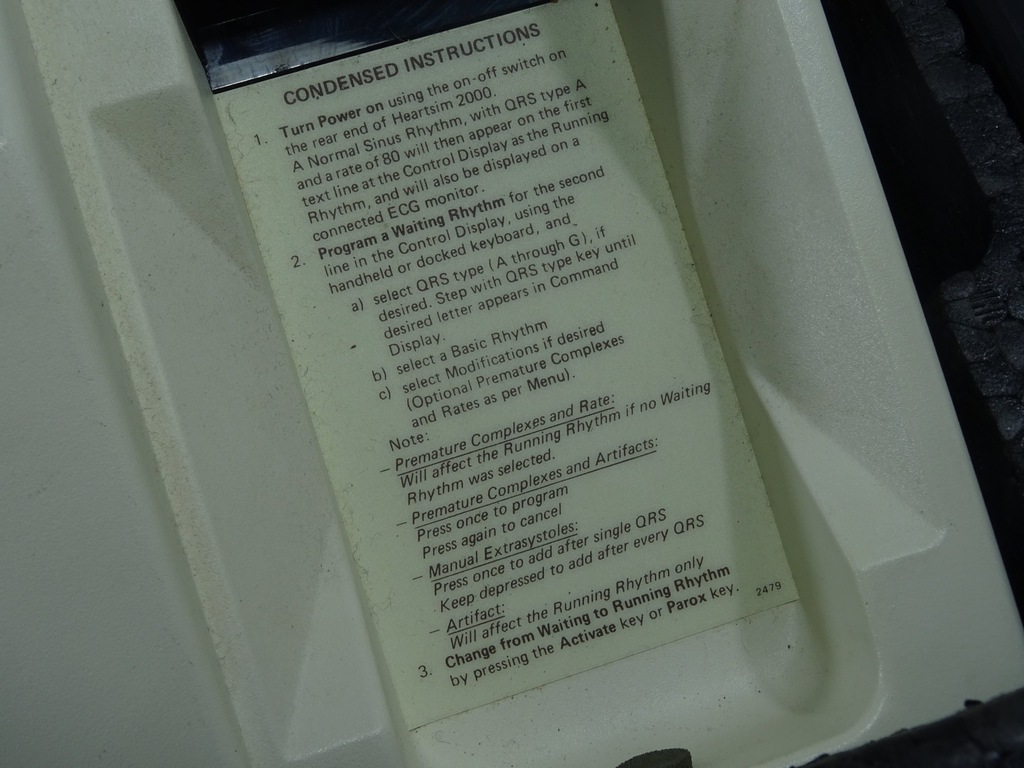 CONDENSED INSTRUCTIONS
1. Turn Power on using the on-off switch on
the rear end of Heartsim 2000.
A Normal Sinus Rhythm, with QRS type A
and a rate of 80 will then appear on the first
text line at the Control Display as the Running
Rhythm, and will also be displayed on a
connected ECG monitor.
2. Program a Waiting Rhythm for the second
line in the Control Display, using the
handheld or docked keyboard, and
a) select QRS type (A through G), if
desired. Step with QRS type key until
desired letter appears in Command
Display.
b) select a Basic Rhythm
c) select Modifications if desired
(Optional Premature Complexes
and Rates as per Menu).
Note:
– Premature Complexes and Rate:
Will affect the Running Rhythm if no Waiting
Rhythm was selected.
– Premature Complexes and Artifacts:
Press once to program
Press again to cancel
– Manual Extrasystoles:
Press once to add after single QRS
Keep depressed to add after every QRS
– Artifact:
Will affect the Running Rhythm only
3. Change from Waiting to Running Rhythm
by pressing the Activate key or Parox key.
2479